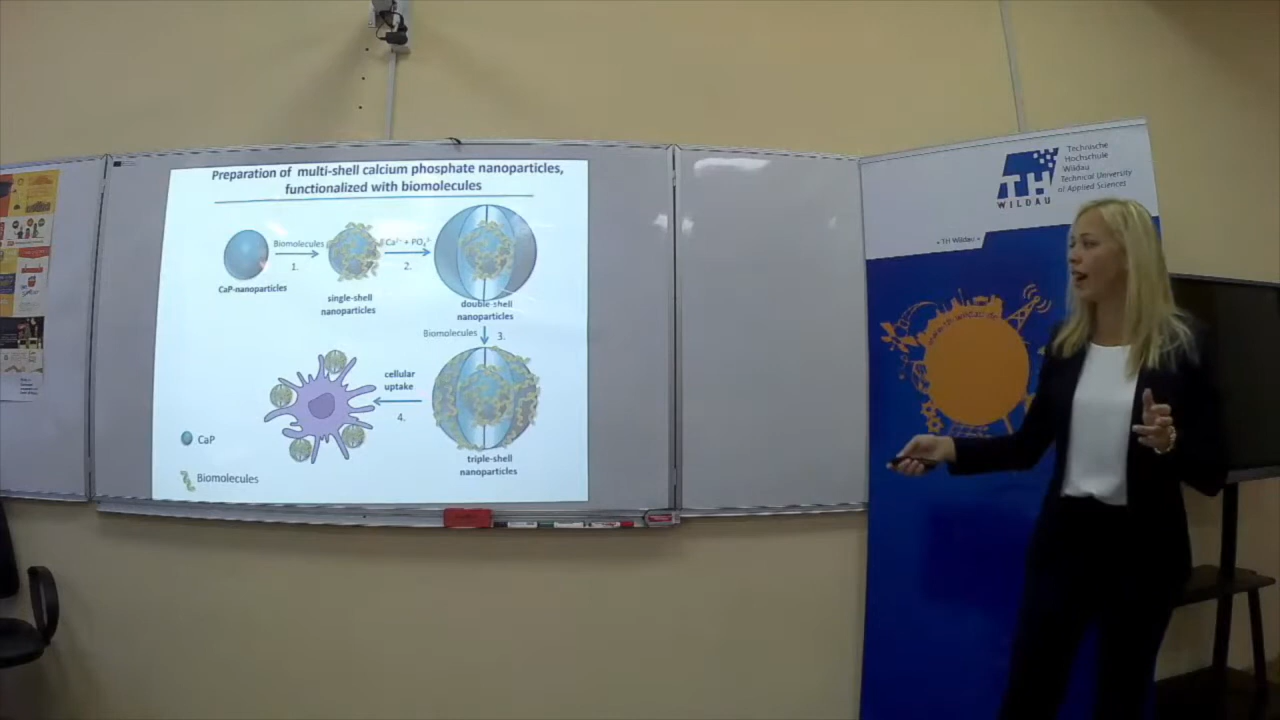 Preparation of multi-shell calcium phosphate nanoparticles,
functionalized with biomolecules
Biomolecules
1.
Ca²⁺ + PO₄³⁻
2.
CaP-nanoparticles
single-shell
nanoparticles
double-shell
nanoparticles
Biomolecules
3.
cellular
uptake
4.
triple-shell
nanoparticles
CaP
Biomolecules
TH
WILDAU
Technische
Hochschule
Wildau
Technical University
of Applied Sciences
• TH Wildau •